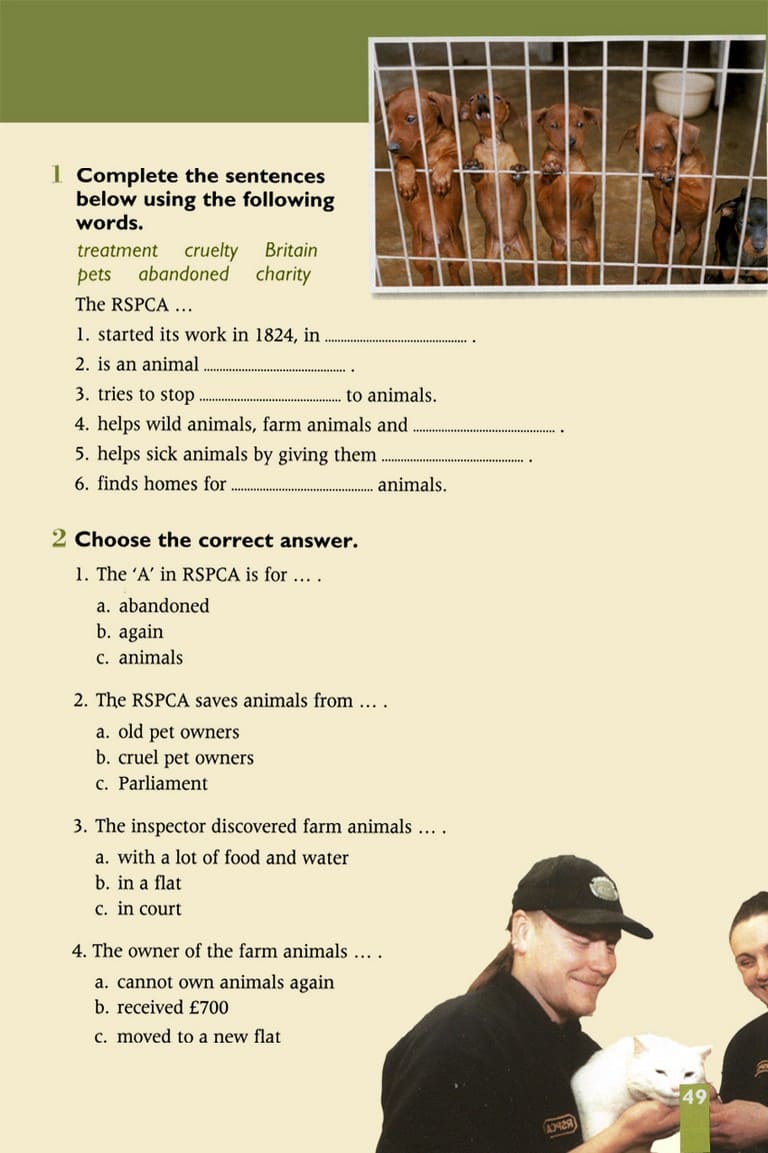 1 Complete the sentences
below using the following
words.
treatment cruelty Britain
pets abandoned charity
The RSPCA ...
1. started its work in 1824, in ............................................. .
2. is an animal ............................................. .
3. tries to stop ............................................. to animals.
4. helps wild animals, farm animals and ............................................. .
5. helps sick animals by giving them ............................................. .
6. finds homes for ............................................. animals.
2 Choose the correct answer.
1. The ‘A’ in RSPCA is for ... .
a. abandoned
b. again
c. animals
2. The RSPCA saves animals from ... .
a. old pet owners
b. cruel pet owners
c. Parliament
3. The inspector discovered farm animals ... .
a. with a lot of food and water
b. in a flat
c. in court
4. The owner of the farm animals ... .
a. cannot own animals again
b. received £700
c. moved to a new flat
RSPCA
49